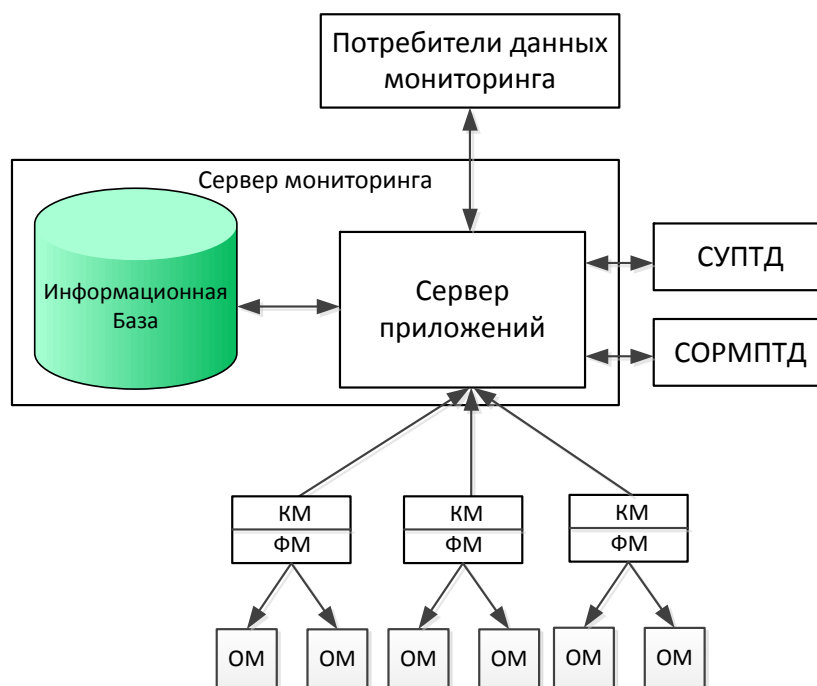 Потребители данных
мониторинга
Сервер мониторинга
Информационная
База
Сервер
приложений
СУПТД
СОРМПТД
КМ
ФМ
КМ
ФМ
КМ
ФМ
ОМ
ОМ
ОМ
ОМ
ОМ
ОМ